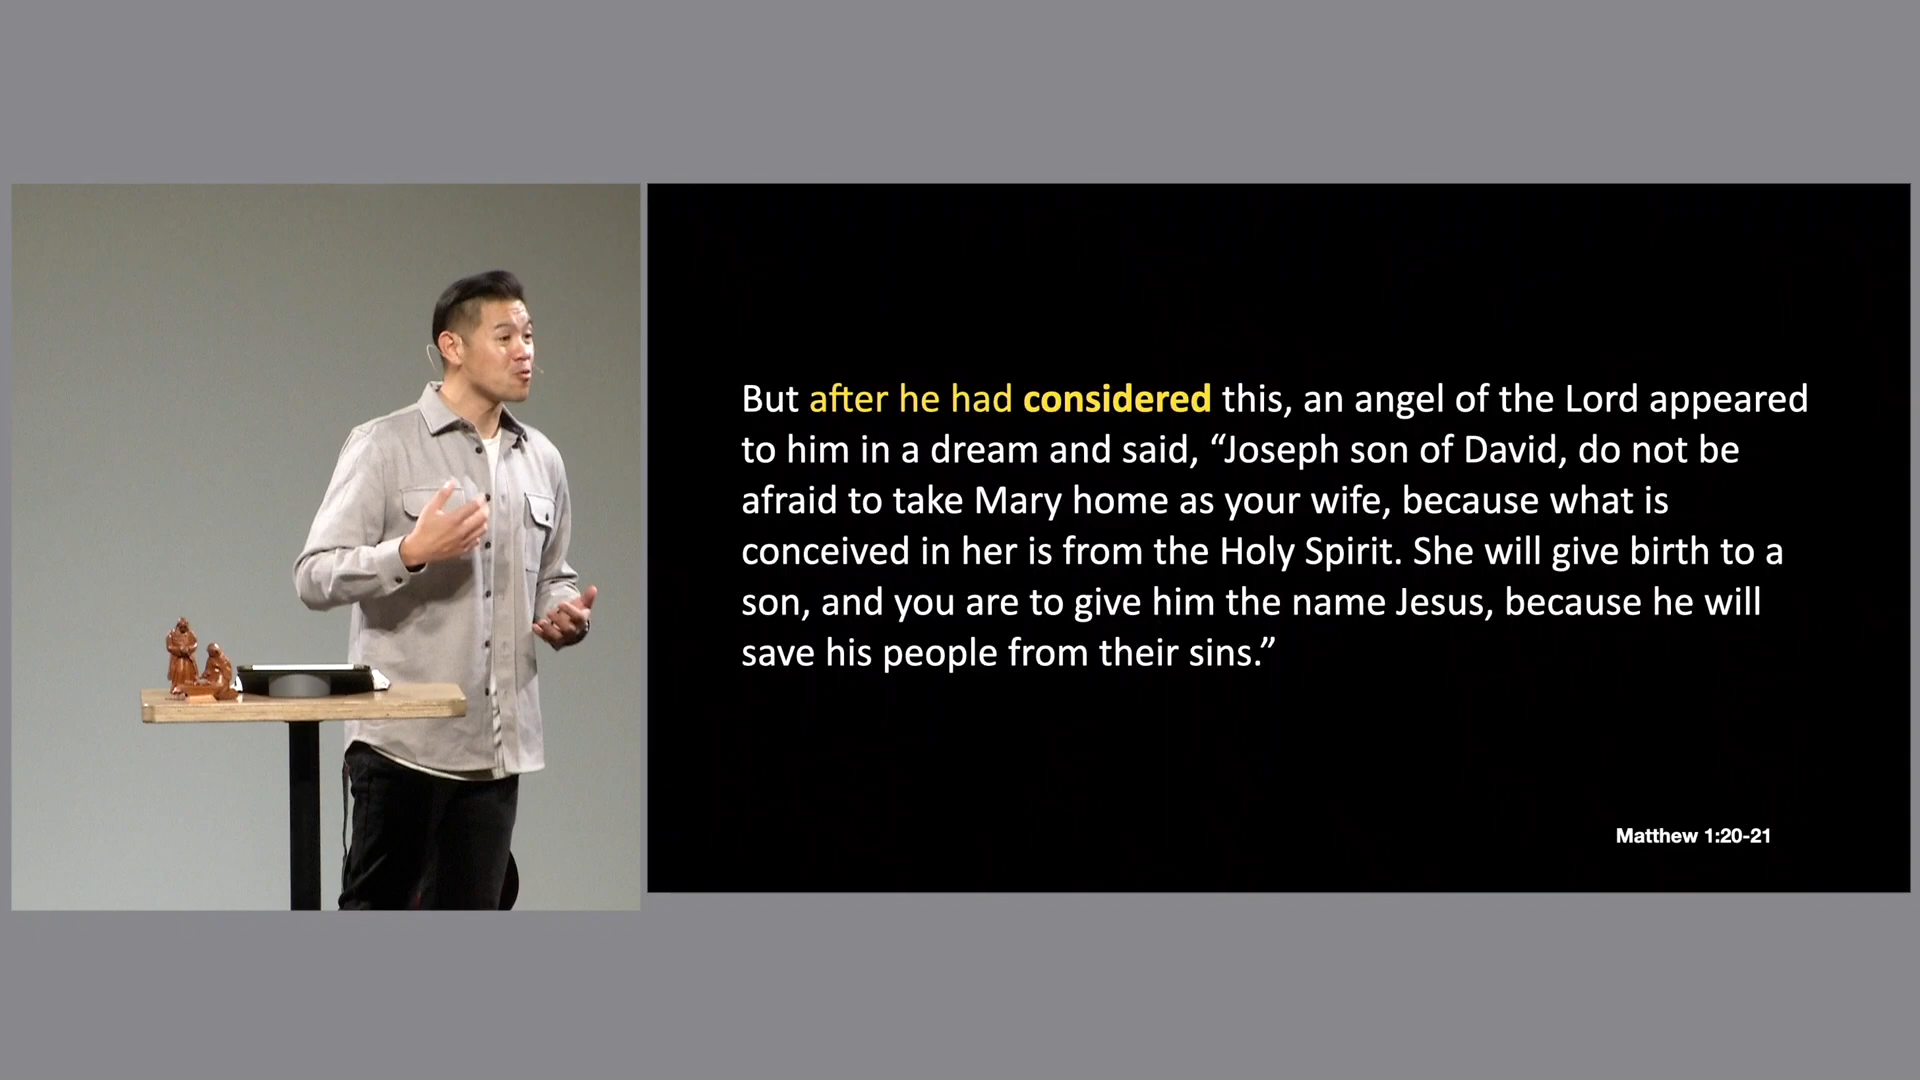 But after he had considered this, an angel of the Lord appeared
to him in a dream and said, “Joseph son of David, do not be
afraid to take Mary home as your wife, because what is
conceived in her is from the Holy Spirit. She will give birth to a
son, and you are to give him the name Jesus, because he will
save his people from their sins.”
Matthew 1:20-21